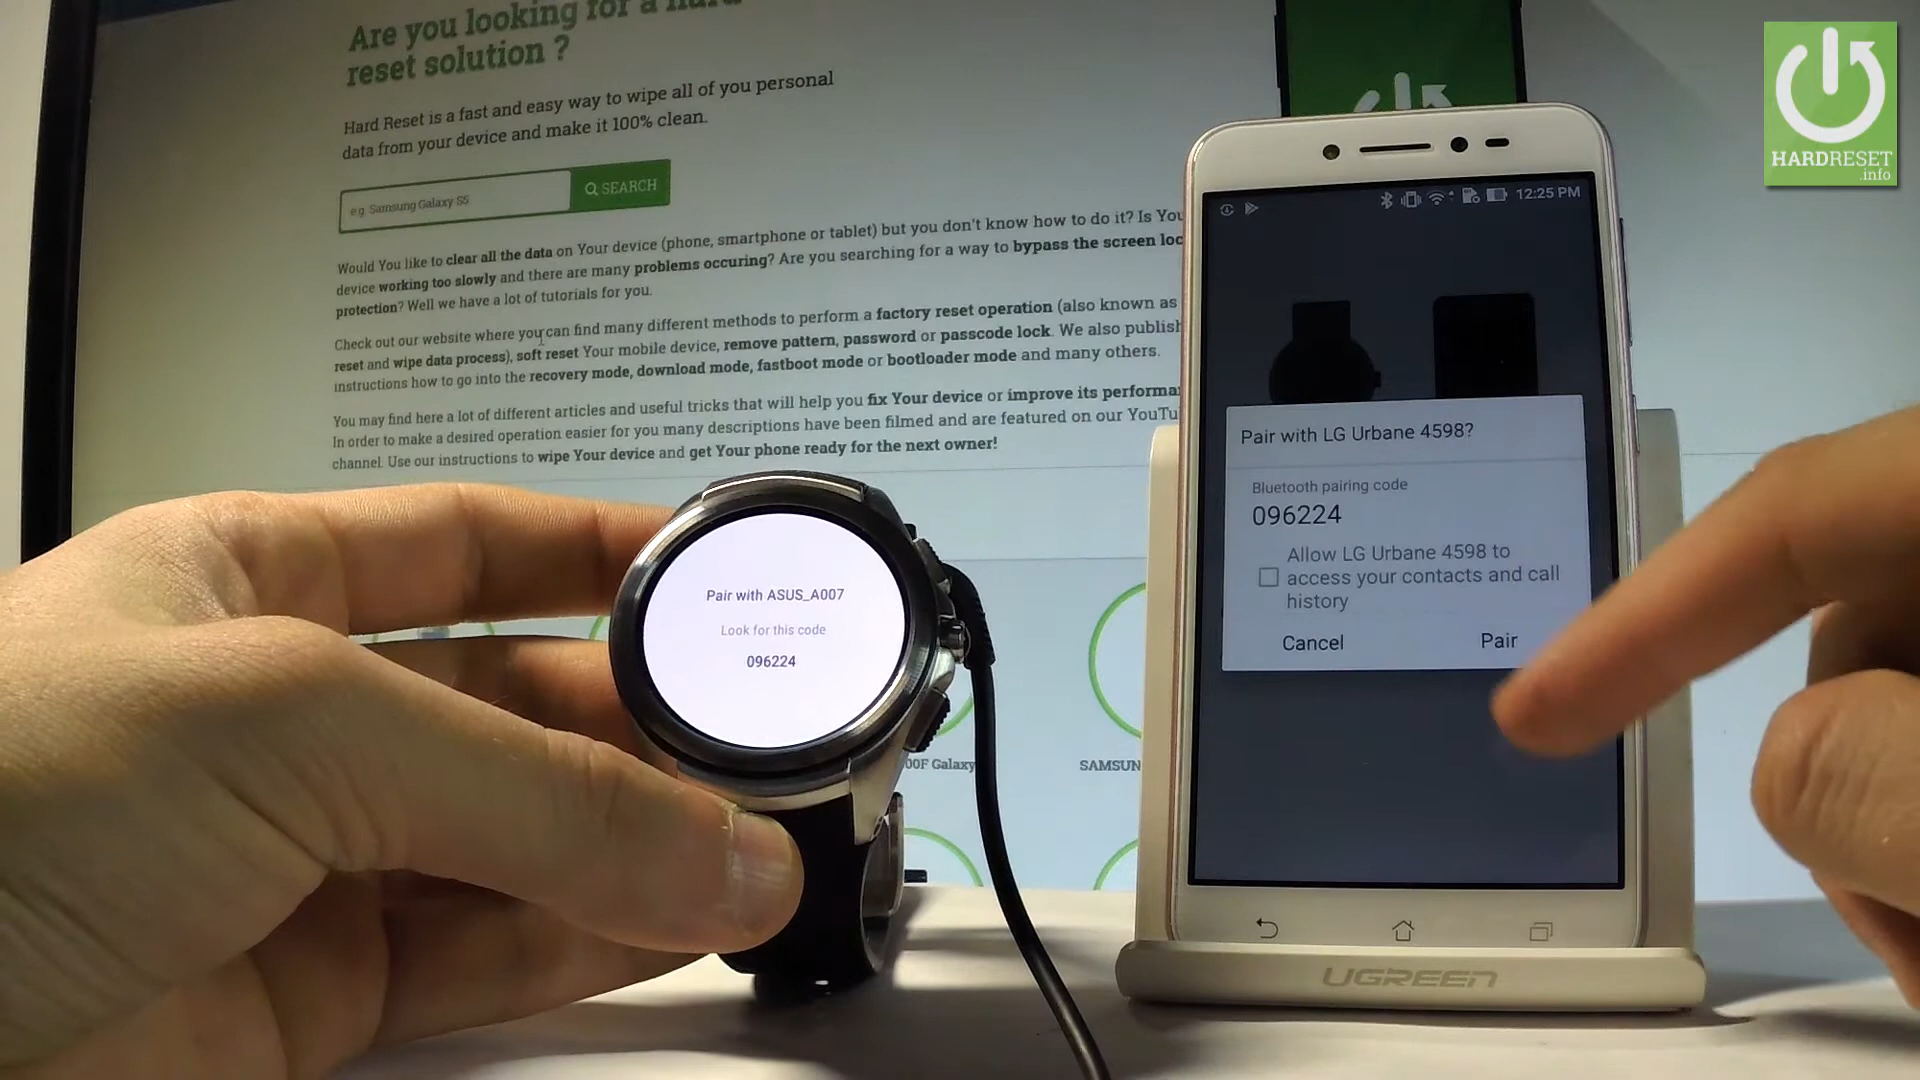 Are you looking for a hard
reset solution ?
Hard Reset is a fast and easy way to wipe all of you personal
data from your device and make it 100% clean.
e.g. Samsung Galaxy S5
SEARCH
Would You like to clear all the data on Your device (phone, smartphone or tablet) but you don't know how to do it? Is You
device working too slowly and there are many problems occuring? Are you searching for a way to bypass the screen loc
protection? Well we have a lot of tutorials for you.
Check out our website where you can find many different methods to perform a factory reset operation (also known as
reset and wipe data process), soft reset Your mobile device, remove pattern, password or passcode lock. We also publish
instructions how to go into the recovery mode, download mode, fastboot mode or bootloader mode and many others.
You may find here a lot of different articles and useful tricks that will help you fix Your device or improve its performa
In order to make a desired operation easier for you many descriptions have been filmed and are featured on our YouTu
channel. Use our instructions to wipe Your device and get Your phone ready for the next owner!
00F Galaxy
SAMSUN
Pair with ASUS_A007
Look for this code
096224
12:25 PM
Pair with LG Urbane 4598?
Bluetooth pairing code
096224
Allow LG Urbane 4598 to
access your contacts and call
history
Cancel
Pair
UGREEN
HARDRESET
.info